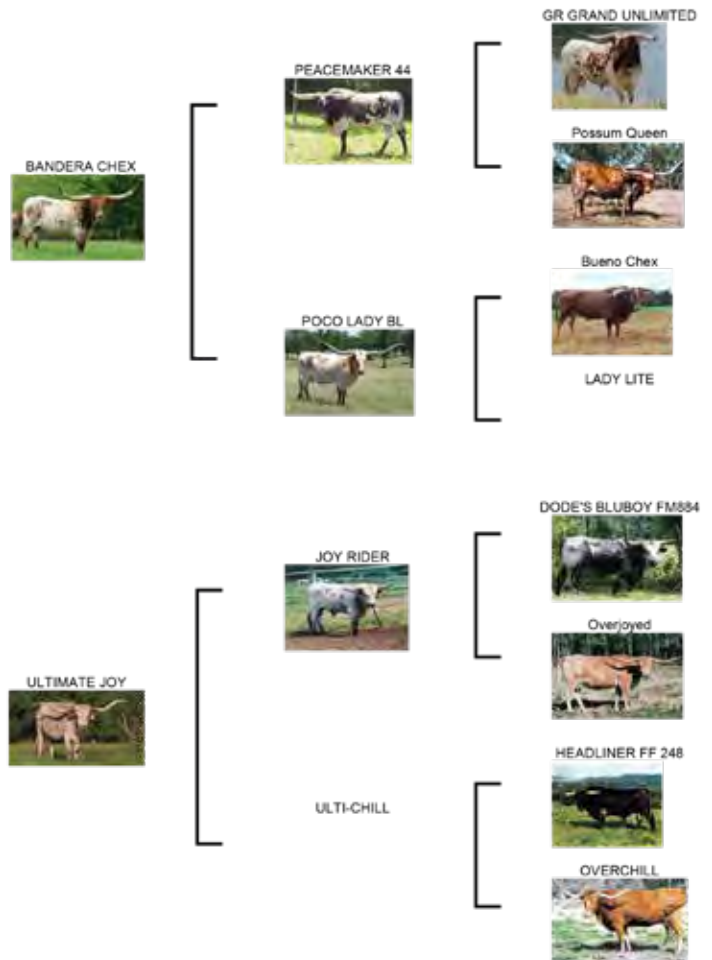 GR GRAND UNLIMITED
PEACEMAKER 44
Possum Queen
BANDERA CHEX
Bueno Chex
POCO LADY BL
LADY LITE
DODE'S BLUBOY FM884
JOY RIDER
Overjoyed
ULTIMATE JOY
HEADLINER FF 248
ULTI-CHILL
OVERCHILL